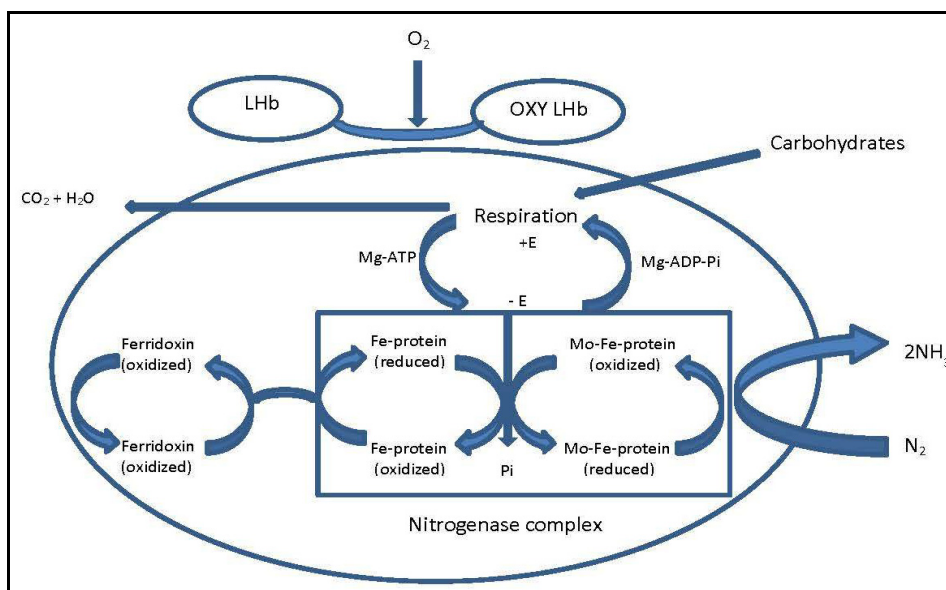 O₂
LHb
OXY LHb
Carbohydrates
CO₂ + H₂O
Respiration
+E
Mg-ATP
Mg-ADP-Pi
- E
Ferridoxin
(oxidized)
Fe-protein
(reduced)
Mo-Fe-protein
(oxidized)
2NH₃
Ferridoxin
(oxidized)
Fe-protein
(oxidized)
Pi
Mo-Fe-protein
(reduced)
N₂
Nitrogenase complex